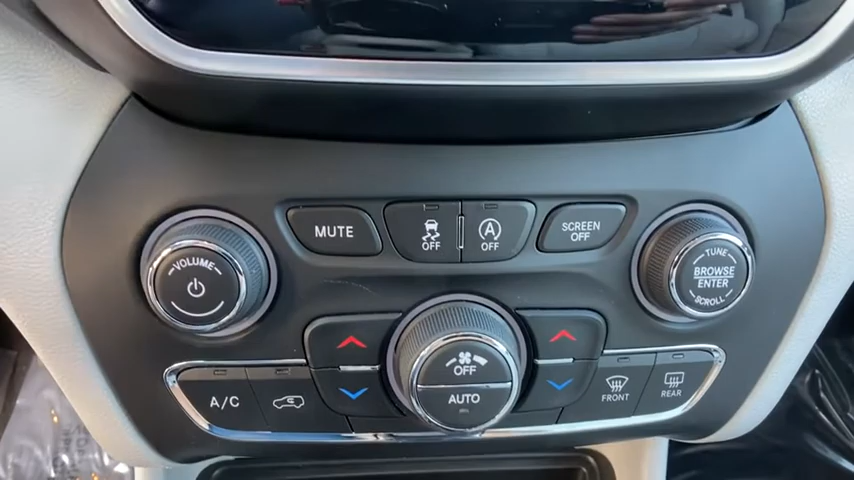 MUTE
OFF
A
OFF
SCREEN
OFF
VOLUME
TUNE
BROWSE
ENTER
SCROLL
OFF
AUTO
A/C
FRONT
REAR